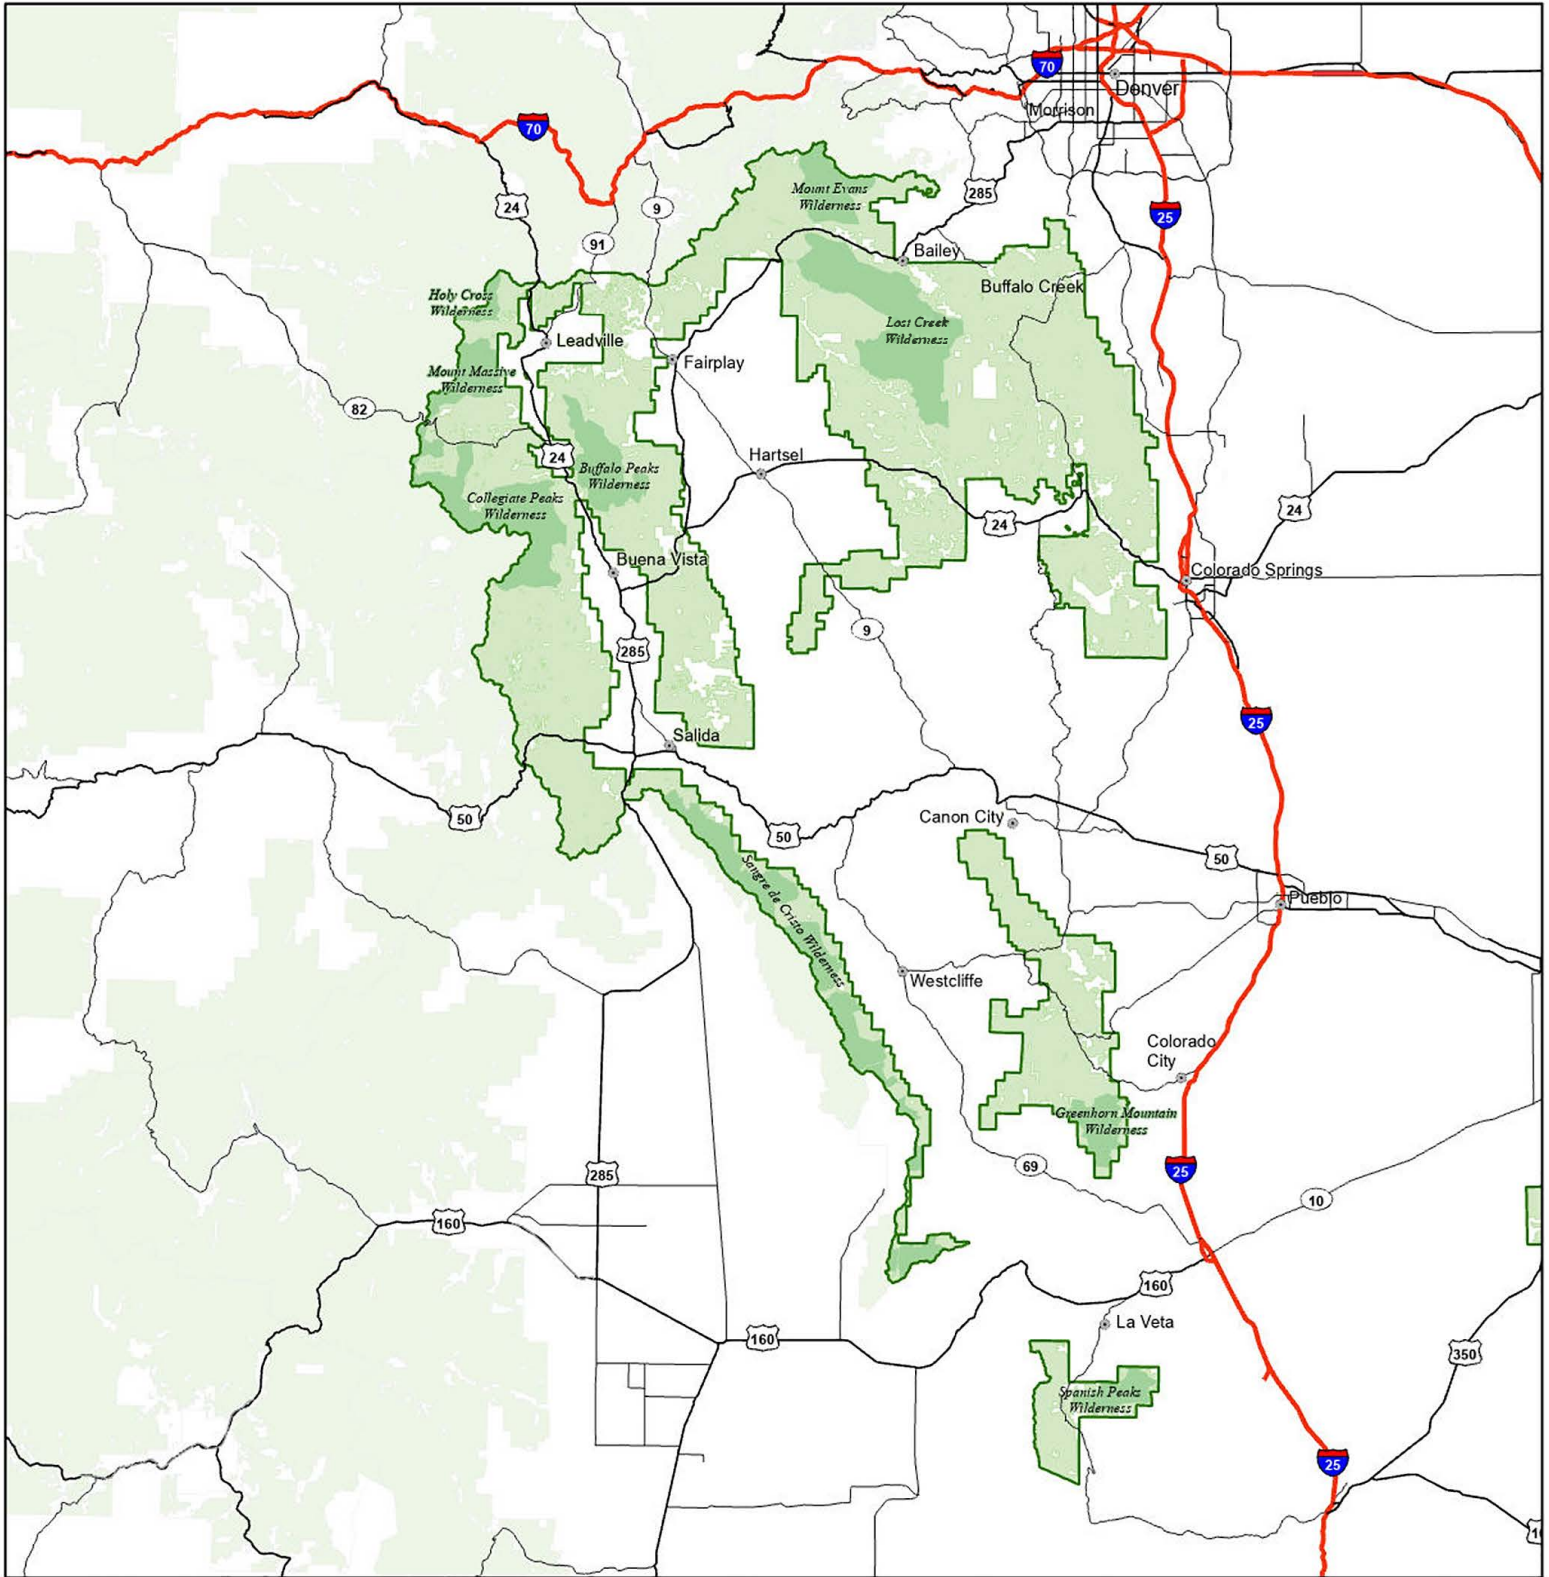 70
Denver
Morrison
70
Mount Evans
Wilderness
285
24
9
25
91
Bailey
Buffalo Creek
Holy Cross
Wilderness
Lost Creek
Wilderness
Leadville
Fairplay
Mount Massive
Wilderness
82
24
Hartsel
Buffalo Peaks
Wilderness
Collegiate Peaks
Wilderness
24
24
Buena Vista
Colorado Springs
9
285
25
Salida
50
Canon City
50
50
Sangre de Cristo Wilderness
Pueblo
Westcliffe
Colorado
City
Greenhorn Mountain
Wilderness
69
25
285
10
160
160
La Veta
160
350
Spanish Peaks
Wilderness
25